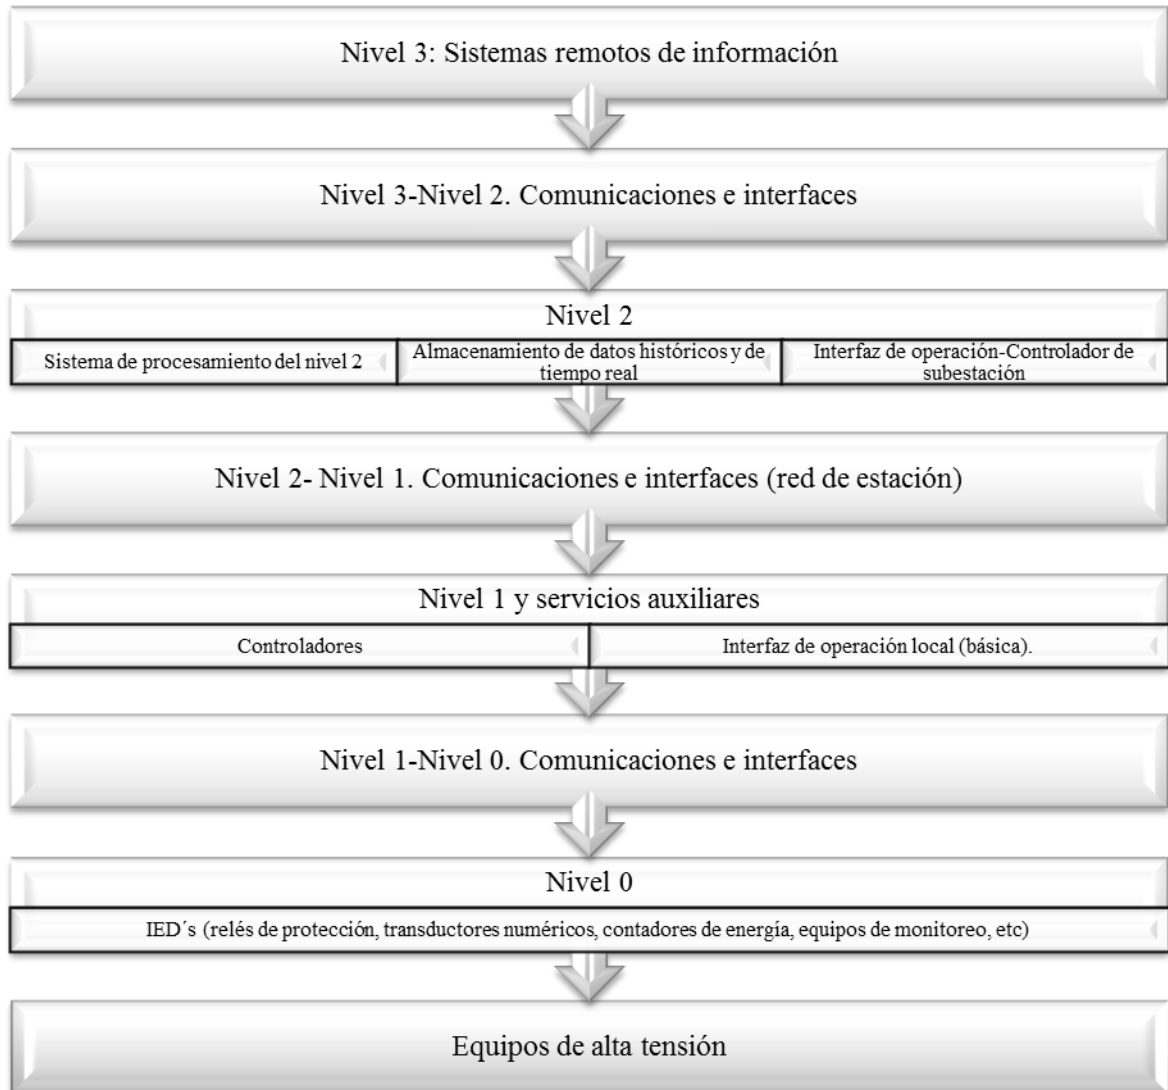 Nivel 3: Sistemas remotos de información
Nivel 3-Nivel 2. Comunicaciones e interfaces
Nivel 2
Sistema de procesamiento del nivel 2
Almacenamiento de datos históricos y de
tiempo real
Interfaz de operación-Controlador de
subestación
Nivel 2- Nivel 1. Comunicaciones e interfaces (red de estación)
Nivel 1 y servicios auxiliares
Controladores
Interfaz de operación local (básica).
Nivel 1-Nivel 0. Comunicaciones e interfaces
Nivel 0
IED´s (relés de protección, transductores numéricos, contadores de energía, equipos de monitoreo, etc)
Equipos de alta tensión